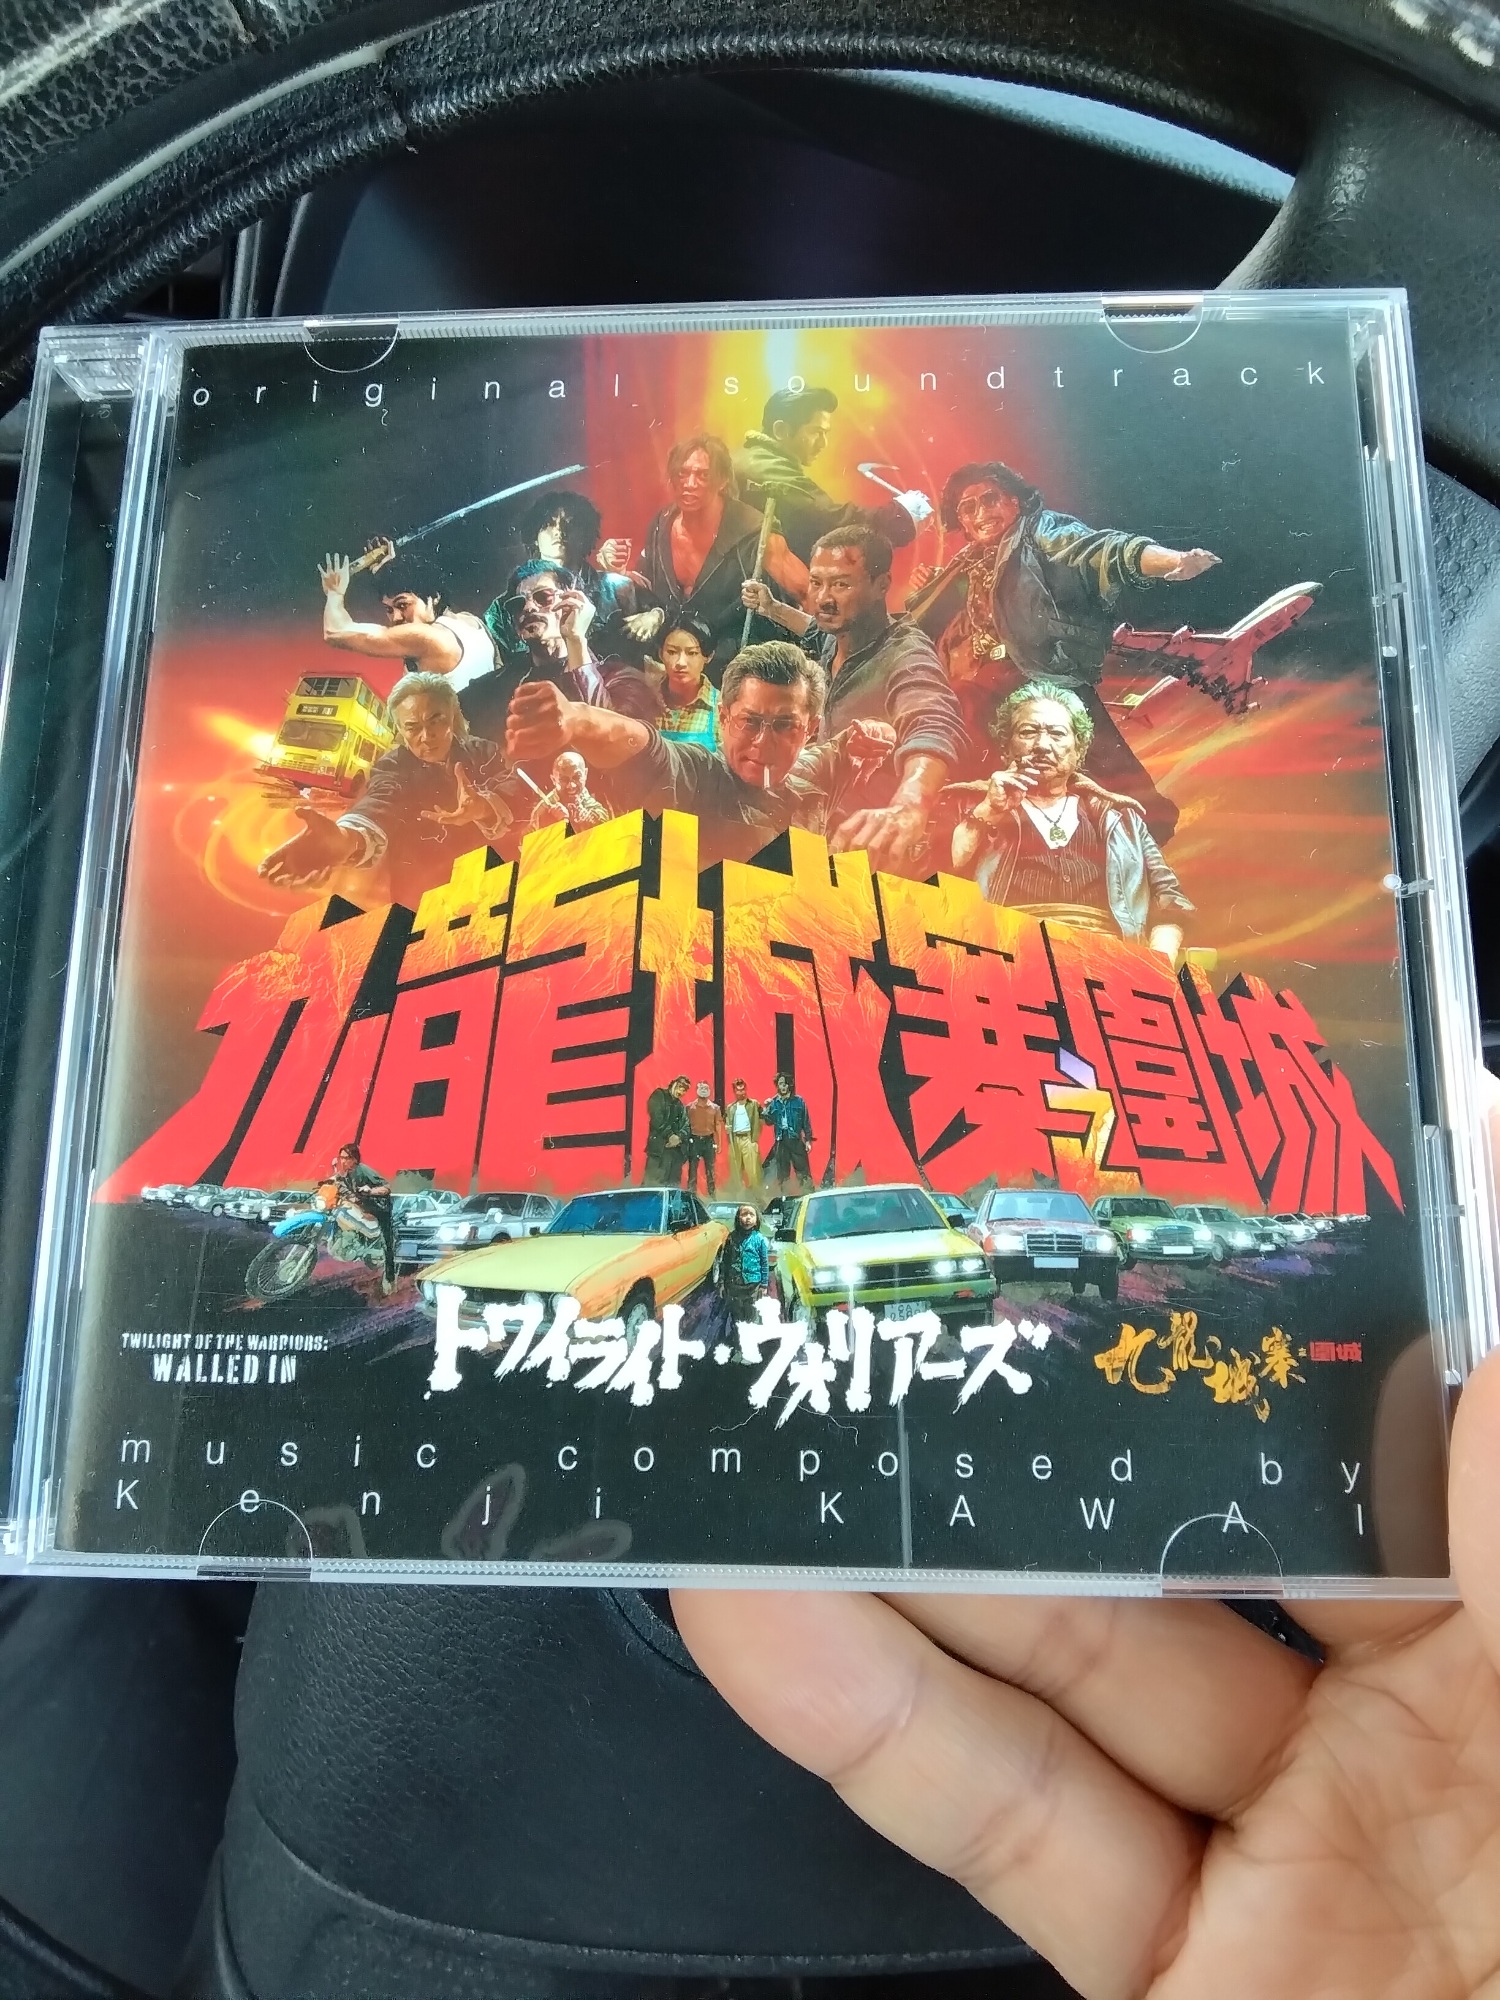 original soundtrack
九龍城寨圍城
TWILIGHT OF THE WARRIORS:
WALLED IN
トワイライト・ウォリアーズ
九龍城寨之圍城
music composed by
Kenji KAWAI